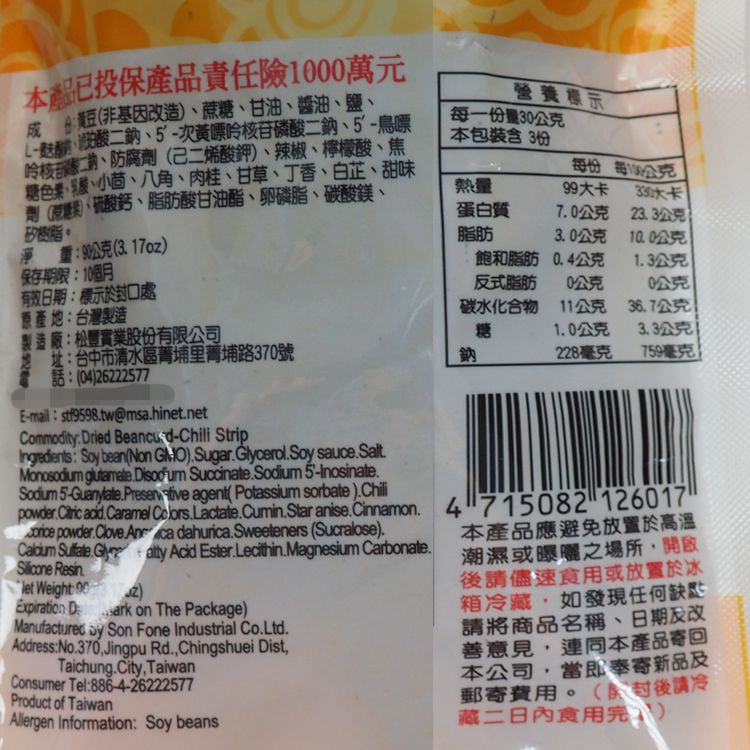 本產品已投保產品責任險1000萬元
成 份:黃豆(非基因改造)、蔗糖、甘油、醬油、鹽、
L-麩酸鈉、琥珀酸二鈉、5'-次黃嘌呤核苷磷酸二鈉、5'-鳥嘌
呤核苷磷酸二鈉、防腐劑(己二烯酸鉀)、辣椒、檸檬酸、焦
糖色素、乳酸、小茴、八角、肉桂、甘草、丁香、白芷、甜味
劑(蔗糖素)、硫酸鈣、脂肪酸甘油酯、卵磷脂、碳酸鎂、
矽樹脂。
淨 重:90公克(3.17oz)
保存期限:10個月
有效日期:標示於封口處
原產地:台灣製造
製造廠:松豐實業股份有限公司
地 址:台中市清水區菁埔里菁埔路370號
電 話:(04)26222577
E-mail:stf9598.tw@msa.hinet.net
Commodity:Dried Beancurd-Chili Strip
Ingredients: Soy bean(Non GMO).Sugar.Glycerol.Soy sauce.Salt.
Monosodium glutamate.Disodium Succinate.Sodium 5'-Inosinate.
Sodium 5'-Guanylate.Preservative agent( Potassium sorbate ).Chili
powder.Citric acid.Caramel Colors.Lactate.Cumin.Star anise.Cinnamon.
Licorice powder.Clove.Angelica dahurica.Sweeteners (Sucralose).
Calcium Sulfate.Glyceryl Fatty Acid Ester.Lecithin.Magnesium Carbonate.
Silicone Resin.
Net Weight:90g(3.17oz)
Expiration Date:(Mark on The Package)
Manufactured by Son Fone Industrial Co.Ltd.
Address:No.370,Jingpu Rd.,Chingshuei Dist,
Taichung.City,Taiwan
Consumer Tel:886-4-26222577
Product of Taiwan
Allergen Information: Soy beans
營養標示
每一份量30公克
本包裝含 3份
每份 每100公克
熱量 99大卡 330大卡
蛋白質 7.0公克 23.3公克
脂肪 3.0公克 10.0公克
飽和脂肪 0.4公克 1.3公克
反式脂肪 0公克 0公克
碳水化合物 11公克 36.7公克
糖 1.0公克 3.3公克
鈉 228毫克 759毫克
4 715082 126017
本產品應避免放置於高溫
潮濕或曝曬之場所，開啟
後請儘速食用或放置於冰
箱冷藏，如發現任何缺點
請將商品名稱、日期及改
善意見，連同本產品寄回
本公司，當即奉寄新品及
郵寄費用。(開封後請冷
藏二日內食用完畢)